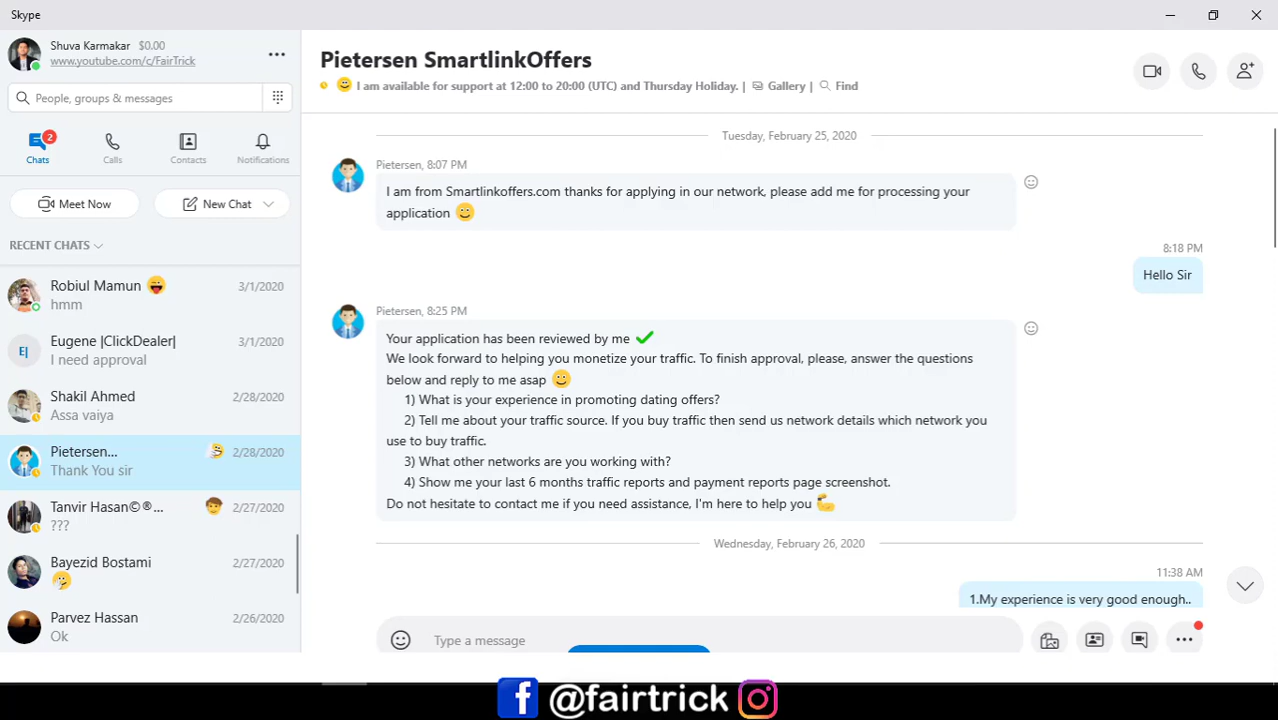 Skype
Shuva Karmakar $0.00
www.youtube.com/c/FairTrick
People, groups & messages
Chats 2
Calls
Contacts
Notifications
Meet Now
New Chat
RECENT CHATS
Robiul Mamun 3/1/2020
hmm
E|
Eugene |ClickDealer| 3/1/2020
I need approval
Shakil Ahmed 2/28/2020
Assa vaiya
Pietersen... 2/28/2020
Thank You sir
Tanvir Hasan©®... 2/27/2020
???
Bayezid Bostami 2/27/2020
Parvez Hassan 2/26/2020
Ok
Pietersen SmartlinkOffers
I am available for support at 12:00 to 20:00 (UTC) and Thursday Holiday. | Gallery | Find
Tuesday, February 25, 2020
Pietersen, 8:07 PM
I am from Smartlinkoffers.com thanks for applying in our network, please add me for processing your
application
8:18 PM
Hello Sir
Pietersen, 8:25 PM
Your application has been reviewed by me
We look forward to helping you monetize your traffic. To finish approval, please, answer the questions
below and reply to me asap
1) What is your experience in promoting dating offers?
2) Tell me about your traffic source. If you buy traffic then send us network details which network you
use to buy traffic.
3) What other networks are you working with?
4) Show me your last 6 months traffic reports and payment reports page screenshot.
Do not hesitate to contact me if you need assistance, I'm here to help you
Wednesday, February 26, 2020
11:38 AM
1.My experience is very good enough..
Type a message
f @fairtrick